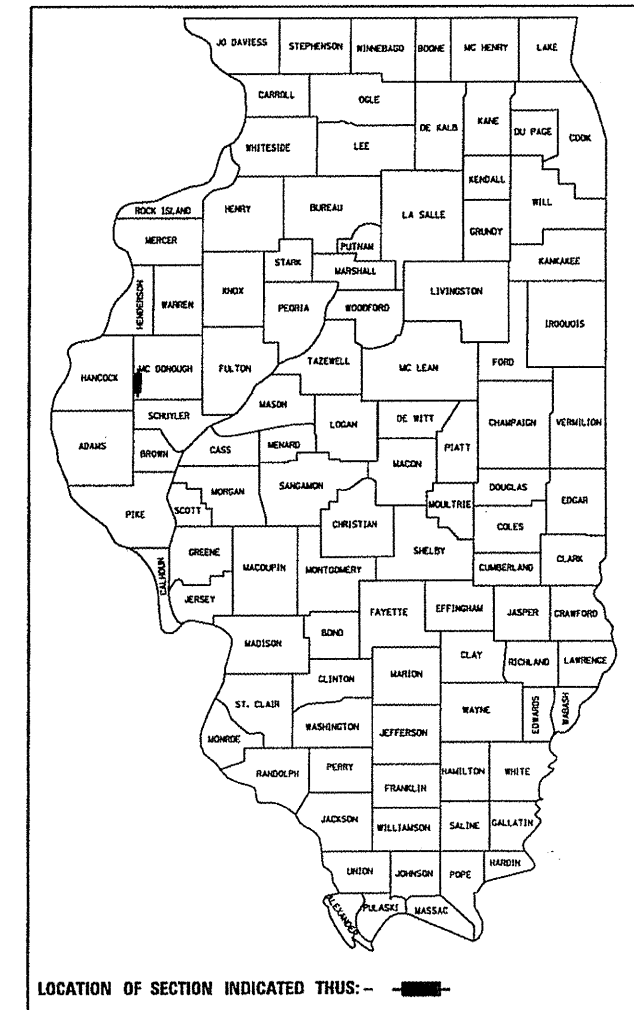 JO DAVIESS STEPHENSON WINNEBAGO BOONE MC HENRY LAKE
CARROLL OGLE DE KALB KANE DU PAGE COOK
WHITESIDE LEE
KENDALL WILL
ROCK ISLAND HENRY BUREAU LA SALLE GRUNDY
MERCER PUTNAM
STARK MARSHALL KANKAKEE
HENDERSON WARREN KNOX PEORIA WOODFORD LIVINGSTON IROQUOIS
HANCOCK MC DONOUGH FULTON TAZEWELL MC LEAN FORD
SCHUYLER MASON LOGAN DE WITT CHAMPAIGN VERMILION
ADAMS BROWN CASS MENARD MACON PIATT
PIKE SCOTT MORGAN SANGAMON CHRISTIAN MOULTRIE DOUGLAS EDGAR
COLES
CALHOUN GREENE MACOUPIN MONTGOMERY SHELBY CUMBERLAND CLARK
JERSEY FAYETTE EFFINGHAM JASPER CRAWFORD
MADISON BOND CLAY RICHLAND LAWRENCE
CLINTON MARION
ST. CLAIR WAYNE EDWARDS WABASH
MONROE WASHINGTON JEFFERSON
RANDOLPH PERRY HAMILTON WHITE
FRANKLIN
JACKSON WILLIAMSON SALINE GALLATIN
UNION JOHNSON POPE HARDIN
ALEXANDER PULASKI MASSAC
LOCATION OF SECTION INDICATED THUS: -